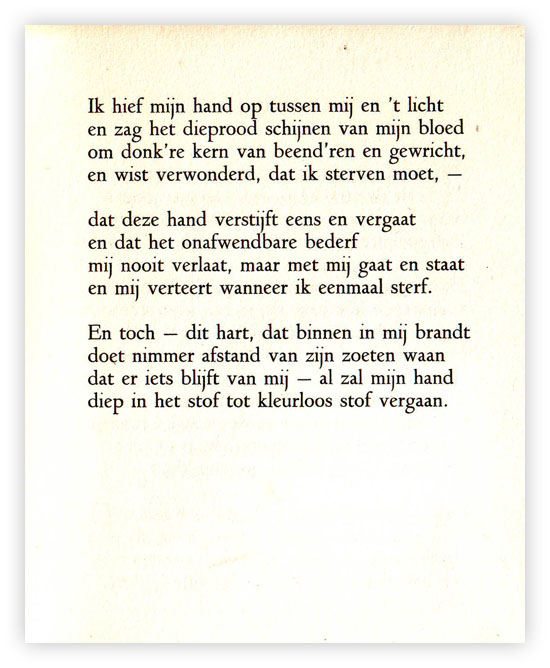 Ik hief mijn hand op tussen mij en 't licht
en zag het dieprood schijnen van mijn bloed
om donk're kern van beend'ren en gewricht,
en wist verwonderd, dat ik sterven moet, —
dat deze hand verstijft eens en vergaat
en dat het onafwendbare bederf
mij nooit verlaat, maar met mij gaat en staat
en mij verteert wanneer ik eenmaal sterf.
En toch — dit hart, dat binnen in mij brandt
doet nimmer afstand van zijn zoeten waan
dat er iets blijft van mij — al zal mijn hand
diep in het stof tot kleurloos stof vergaan.